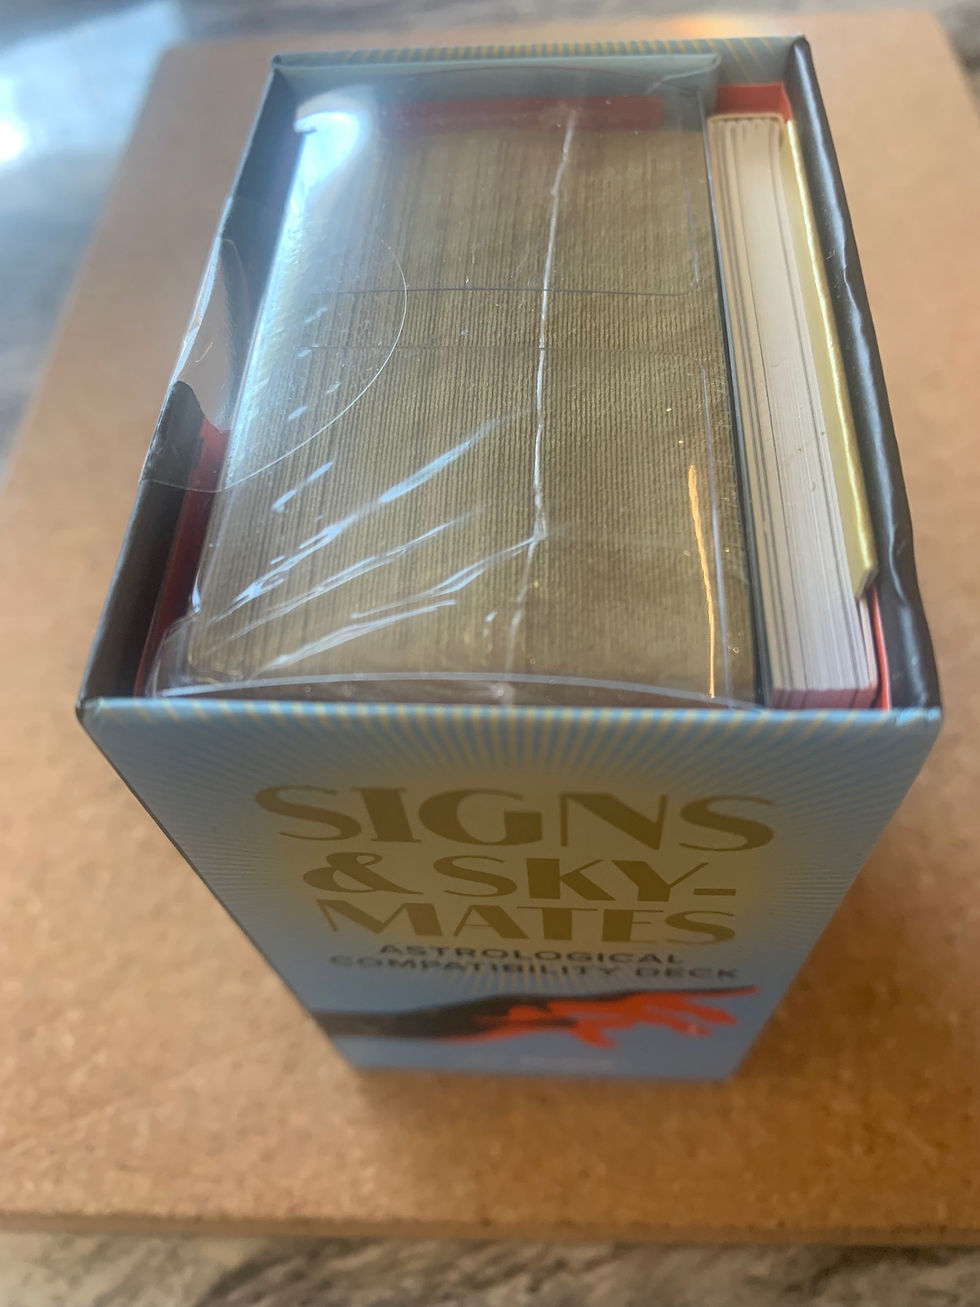 SIGNS
& SKY-
MATES
ASTROLOGICAL
COMPATIBILITY DECK